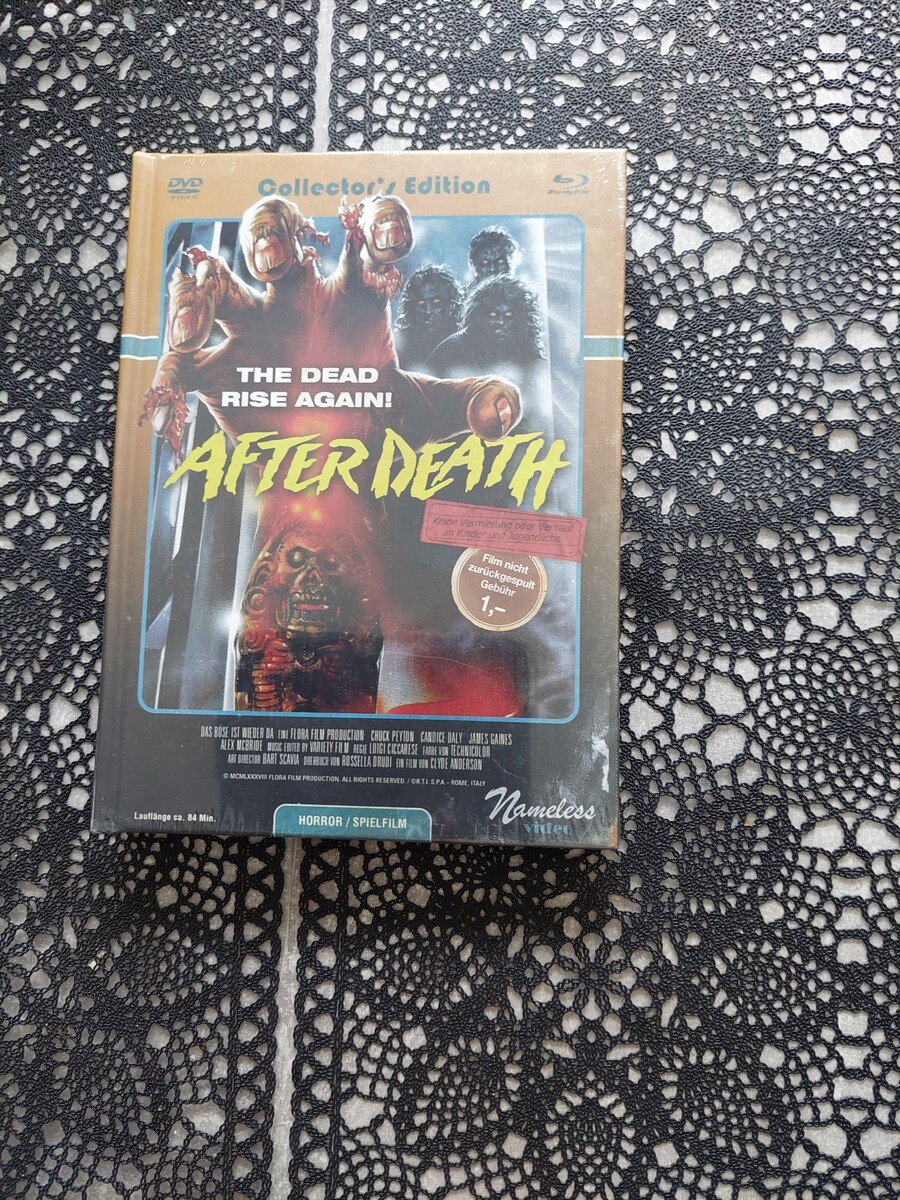 DVD
VIDEO
Collector's Edition
Blu-ray Disc
THE DEAD
RISE AGAIN!
AFTER DEATH
Keine Vermietung oder Verkauf
an Kinder und Jugendliche
Film nicht
zurückgespult
Gebühr
1,–
DAS BÖSE IST WIEDER DA EINE FLORA FILM PRODUCTION CHUCK PEYTON CANDICE DALY JAMES GAINES
ALEX MCBRIDE MUSIC EDITED BY VARIETY FILM REGIE LUIGI CICCARESE FARBE VON TECHNICOLOR
ART DIRECTOR BART SCAVIA DREHBUCH VON ROSSELLA DRUDI EIN FILM VON CLYDE ANDERSON
© MCMLXXXVIII FLORA FILM PRODUCTION. ALL RIGHTS RESERVED. / ©R.T.I. S.P.A – ROME, ITALY
Lauflänge ca. 84 Min.
HORROR / SPIELFILM
Nameless
video